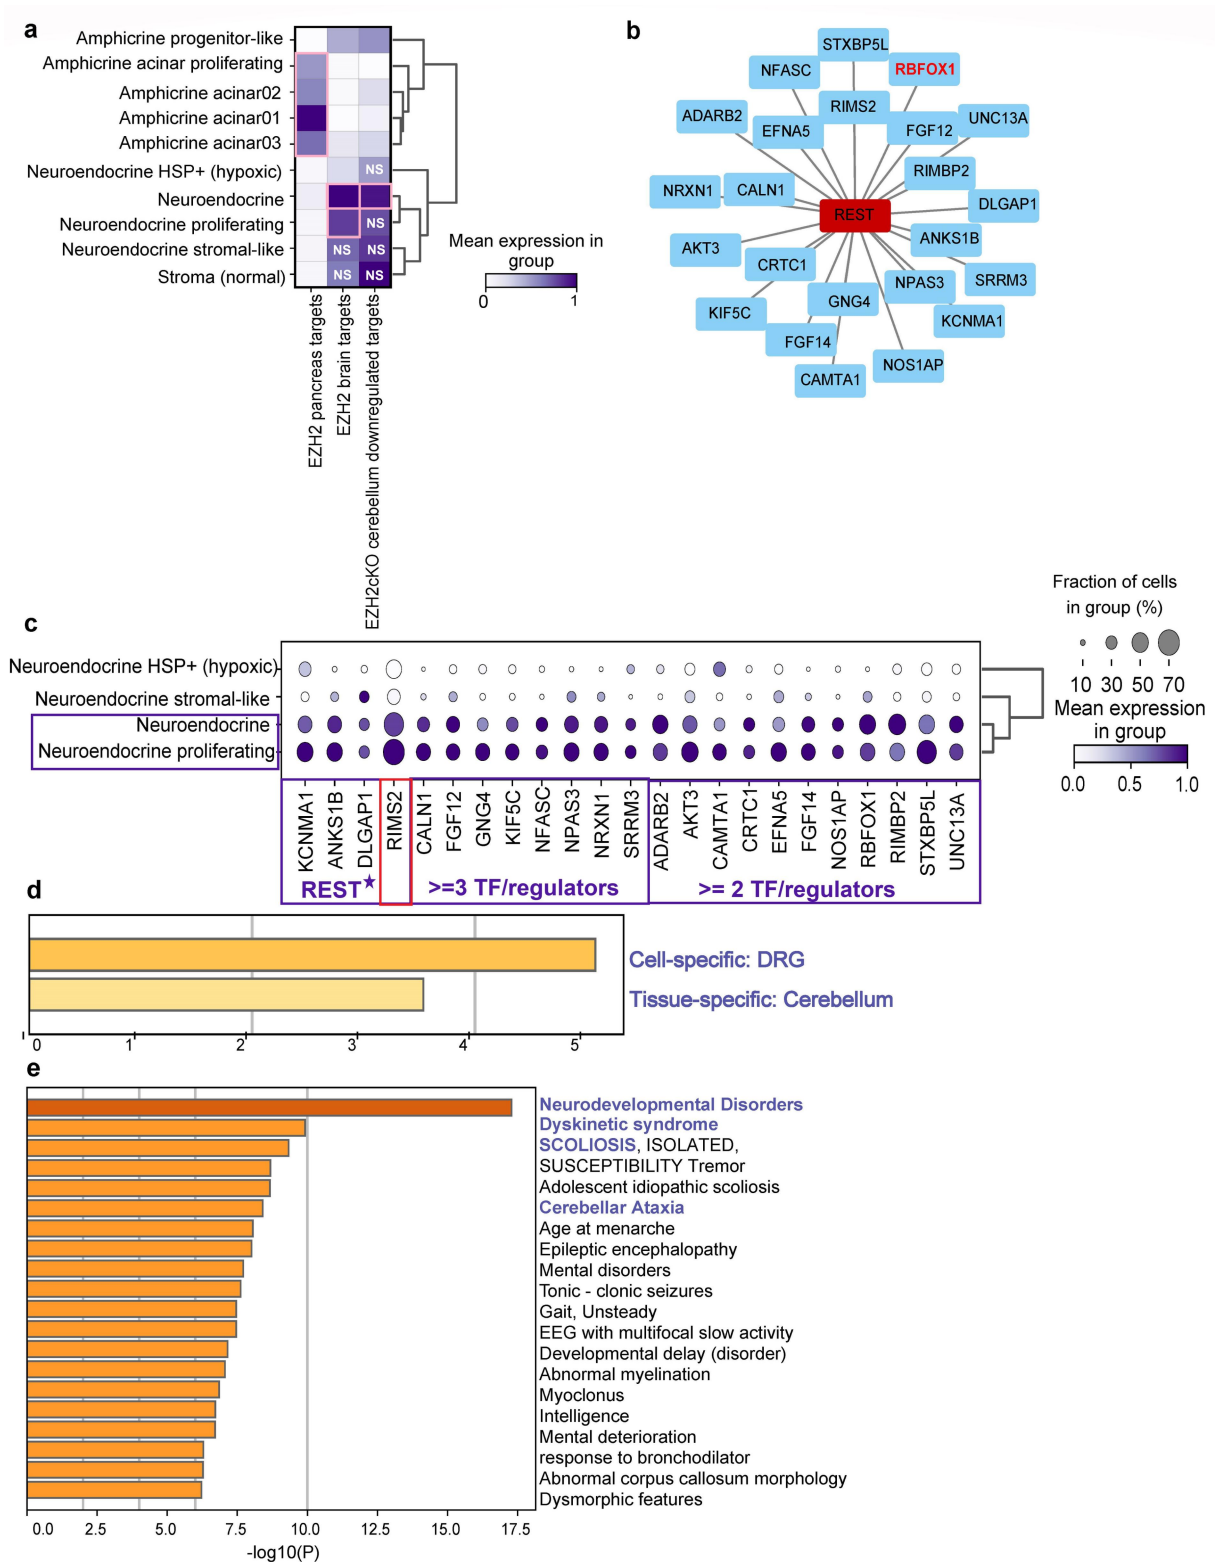 a
Amphicrine progenitor-like
Amphicrine acinar proliferating
Amphicrine acinar02
Amphicrine acinar01
Amphicrine acinar03
Neuroendocrine HSP+ (hypoxic)
NS
Neuroendocrine
Neuroendocrine proliferating
NS
Neuroendocrine stromal-like
NS NS
Stroma (normal)
NS NS
EZH2 pancreas targets
EZH2 brain targets
EZH2cKO cerebellum downregulated targets
Mean expression in
group
0 1
b
STXBP5L
NFASC
RBFOX1
ADARB2
RIMS2
EFNA5
FGF12
UNC13A
RIMBP2
NRXN1
CALN1
DLGAP1
REST
AKT3
ANKS1B
CRTC1
SRRM3
NPAS3
KIF5C
GNG4
KCNMA1
FGF14
NOS1AP
CAMTA1
c
Fraction of cells
in group (%)
10 30 50 70
Mean expression
in group
0.0 0.5 1.0
Neuroendocrine HSP+ (hypoxic)
Neuroendocrine stromal-like
Neuroendocrine
Neuroendocrine proliferating
KCNMA1
ANKS1B
DLGAP1
RIMS2
CALN1
FGF12
GNG4
KIF5C
NFASC
NPAS3
NRXN1
SRRM3
ADARB2
AKT3
CAMTA1
CRTC1
EFNA5
FGF14
NOS1AP
RBFOX1
RIMBP2
STXBP5L
UNC13A
REST★
>=3 TF/regulators
>= 2 TF/regulators
d
Cell-specific: DRG
Tissue-specific: Cerebellum
0 1 2 3 4 5
e
Neurodevelopmental Disorders
Dyskinetic syndrome
SCOLIOSIS, ISOLATED,
SUSCEPTIBILITY Tremor
Adolescent idiopathic scoliosis
Cerebellar Ataxia
Age at menarche
Epileptic encephalopathy
Mental disorders
Tonic - clonic seizures
Gait, Unsteady
EEG with multifocal slow activity
Developmental delay (disorder)
Abnormal myelination
Myoclonus
Intelligence
Mental deterioration
response to bronchodilator
Abnormal corpus callosum morphology
Dysmorphic features
0.0 2.5 5.0 7.5 10.0 12.5 15.0 17.5
-log10(P)